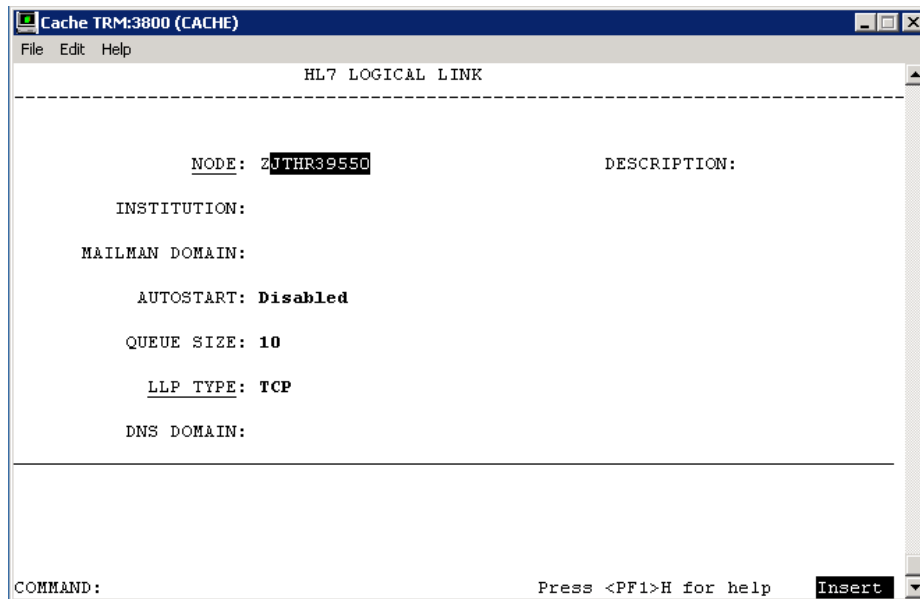 Cache TRM:3800 (CACHE)
File Edit Help
HL7 LOGICAL LINK
NODE: ZJTHR39550 DESCRIPTION:
INSTITUTION:
MAILMAN DOMAIN:
AUTOSTART: Disabled
QUEUE SIZE: 10
LLP TYPE: TCP
DNS DOMAIN:
COMMAND: Press <PF1>H for help Insert